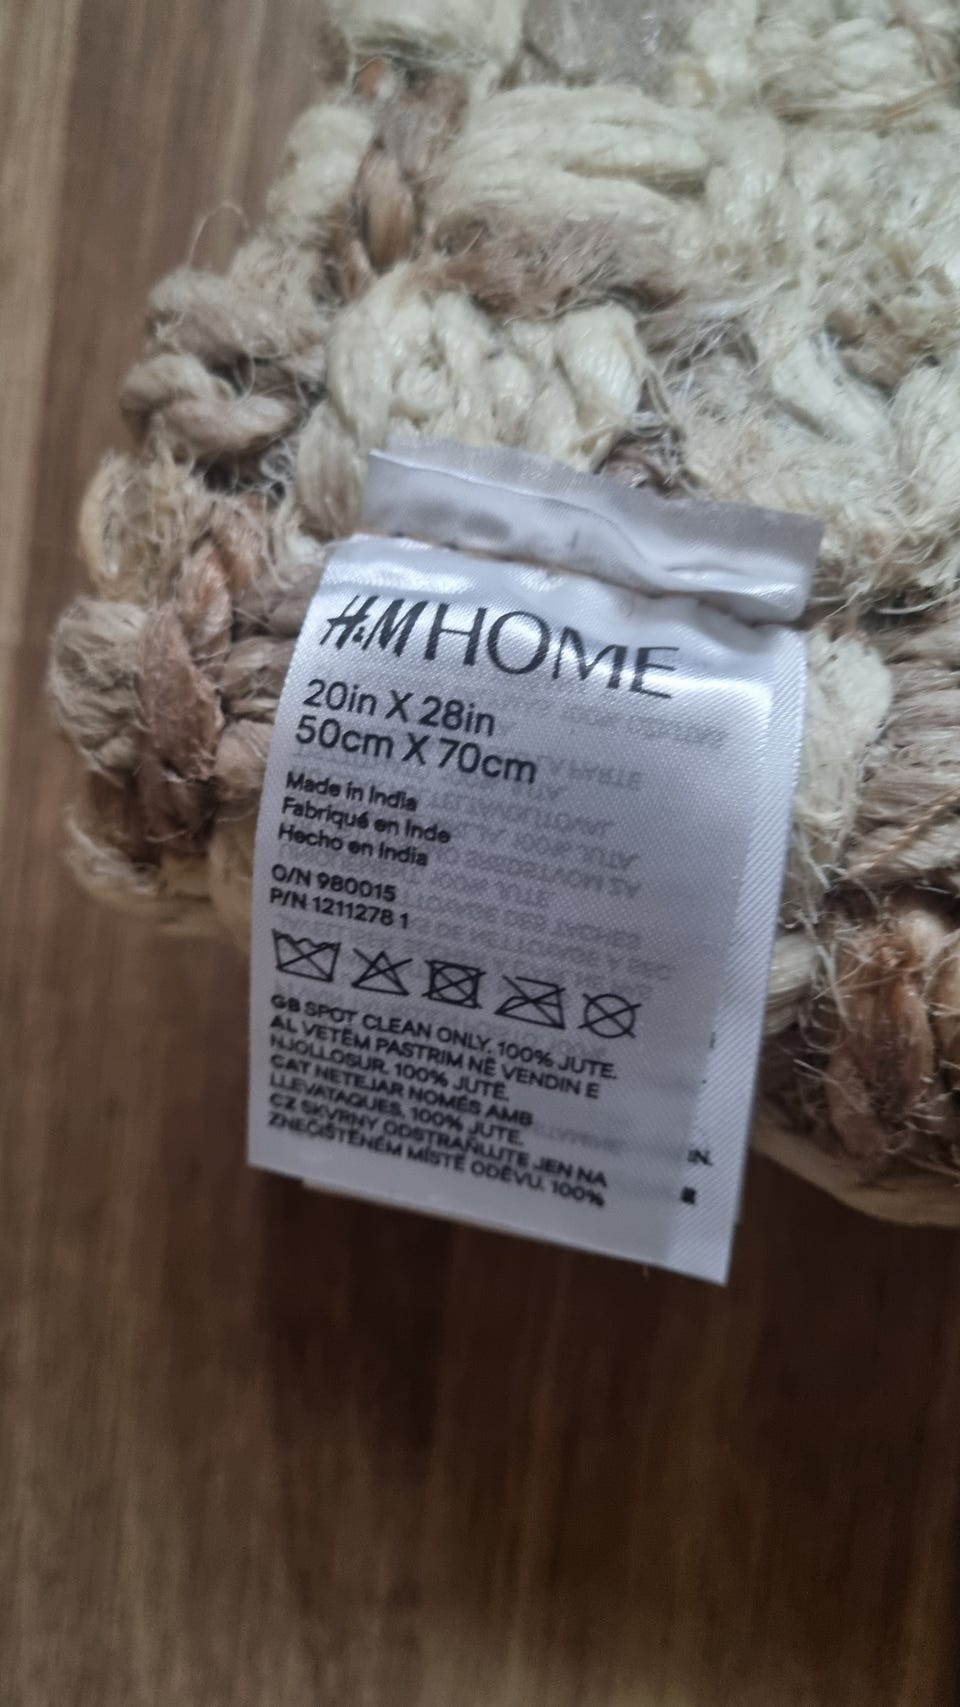 H&M HOME
20in X 28in
50cm X 70cm
Made in India
Fabriqué en Inde
Hecho en India
O/N 980015
P/N 1211278 1
GB SPOT CLEAN ONLY. 100% JUTE.
AL VETËM PASTRIM NË VENDIN E
NJOLLOSUR. 100% JUTË.
CAT NETEJAR NOMÉS AMB
LLEVATAQUES. 100% JUTE.
CZ SKVRNY ODSTRAŇUJTE JEN NA
ZNEČIŠTĚNÉM MÍSTĚ ODĚVU. 100%